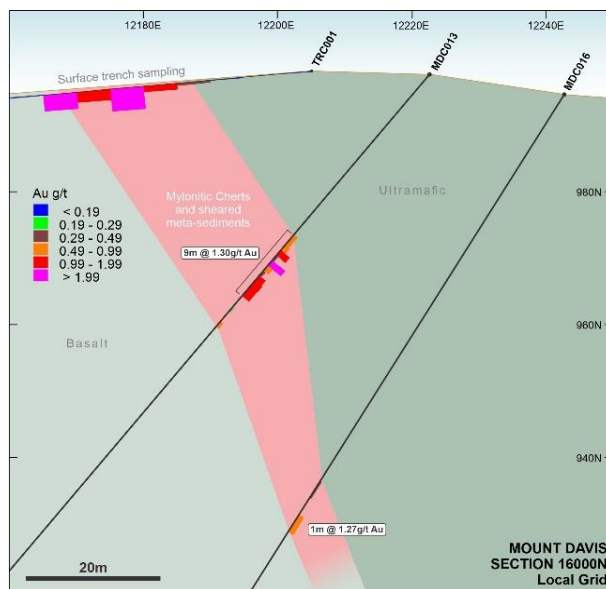 12180E
12200E
12220E
12240E
TRC001
MDC013
MDC016
Surface trench sampling
980N
Au g/t
< 0.19
0.19 - 0.29
0.29 - 0.49
0.49 - 0.99
0.99 - 1.99
> 1.99
Mylonitic Cherts
and sheared
meta-sediments
Ultramafic
9m @ 1.30g/t Au
960N
Basalt
940N
1m @ 1.27g/t Au
20m
MOUNT DAVIS
SECTION 16000N
Local Grid